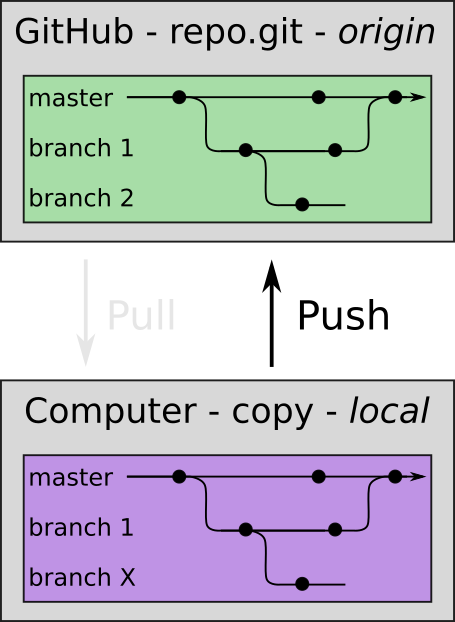 GitHub - repo.git - origin
master
branch 1
branch 2
Pull
Push
Computer - copy - local
master
branch 1
branch X